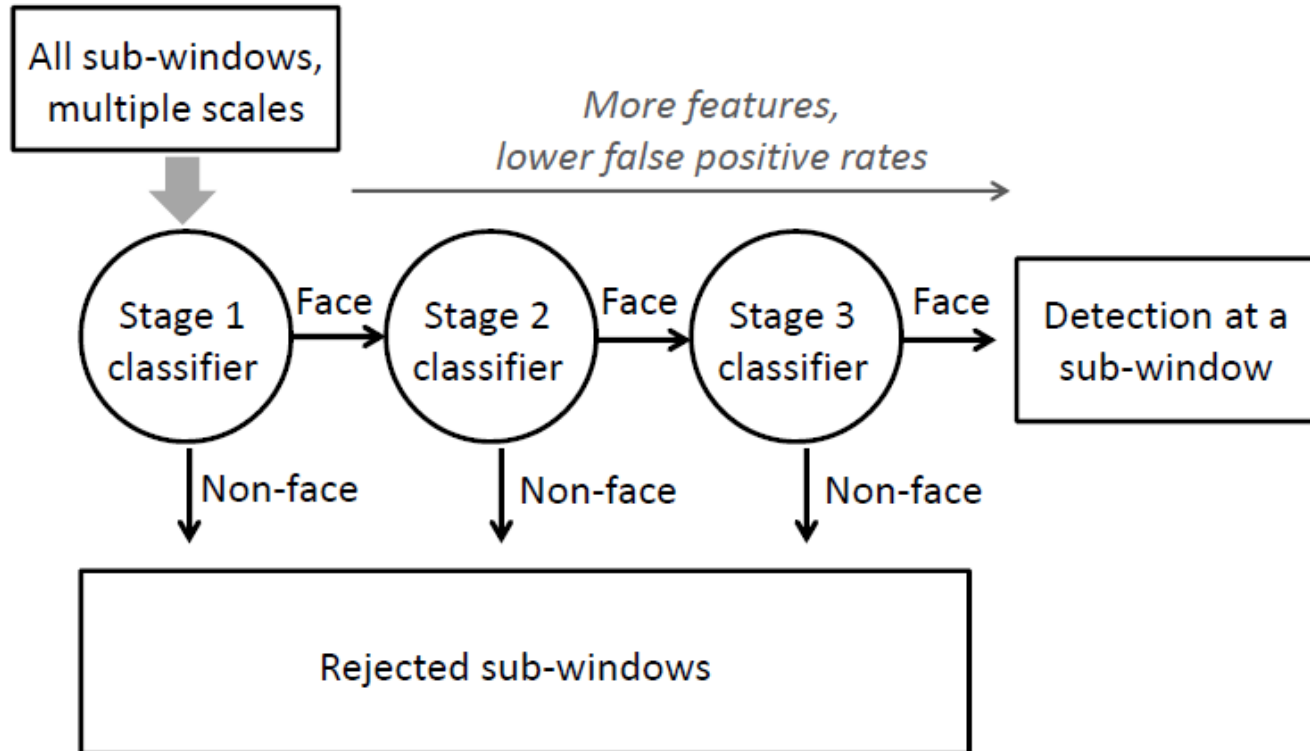 All sub-windows,
multiple scales
More features,
lower false positive rates
Stage 1
classifier
Face
Stage 2
classifier
Face
Stage 3
classifier
Face
Detection at a
sub-window
Non-face
Non-face
Non-face
Rejected sub-windows